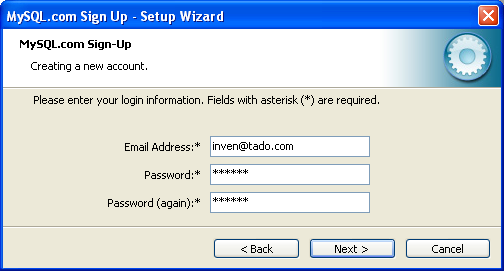 MySQL.com Sign Up - Setup Wizard
MySQL.com Sign-Up
Creating a new account.
Please enter your login information. Fields with asterisk (*) are required.
Email Address:* inven@tado.com
Password:* ******
Password (again):* ******
< Back Next > Cancel